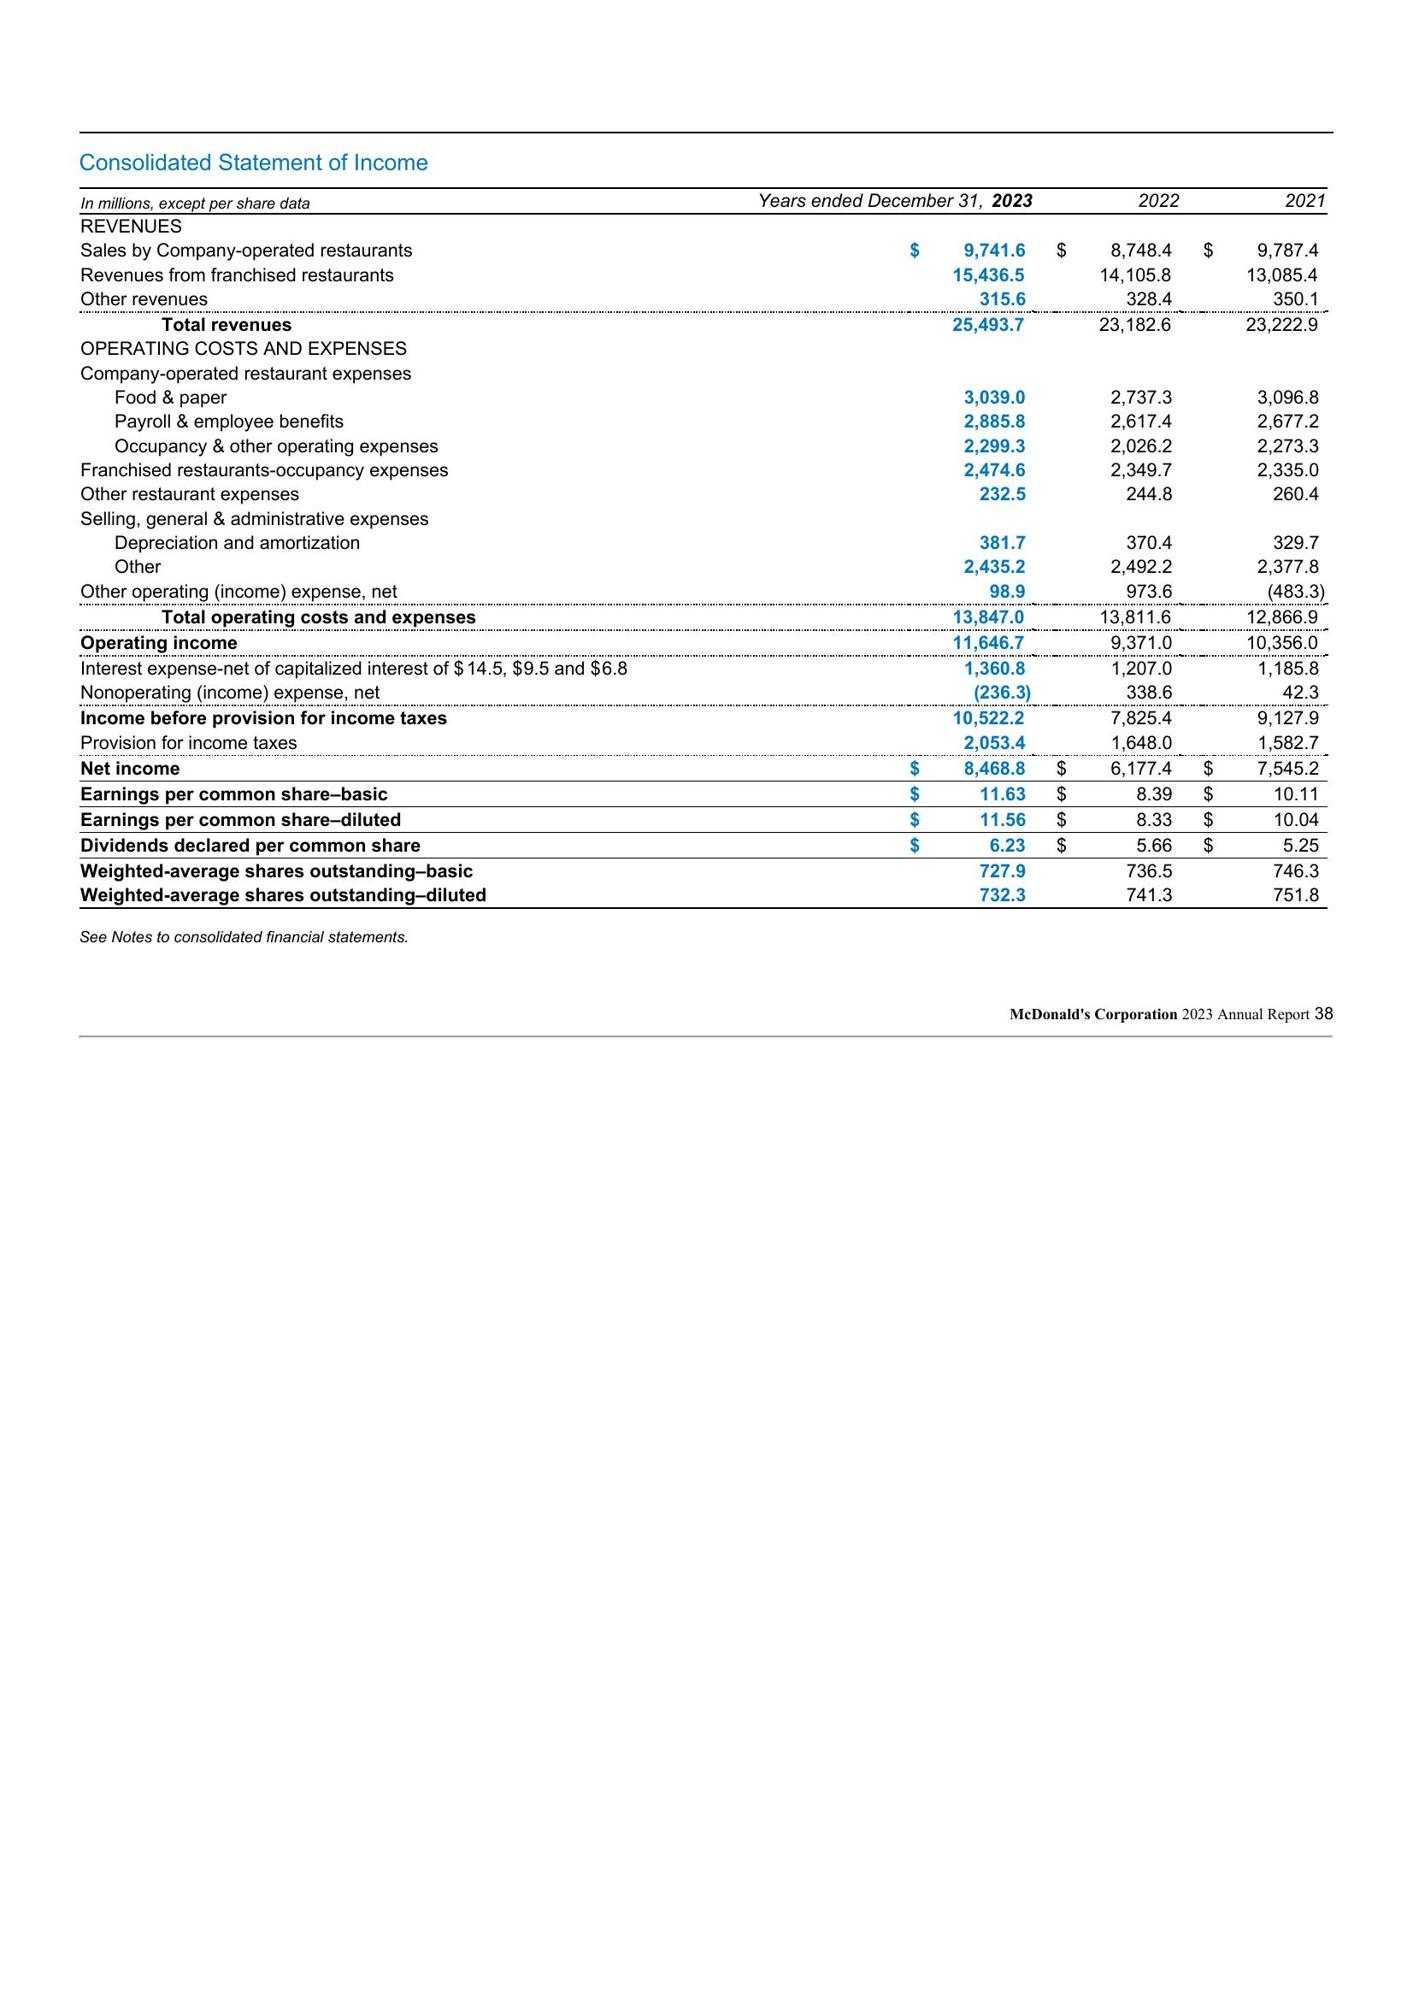 Consolidated Statement of Income
In millions, except per share data Years ended December 31, 2023 2022 2021
REVENUES
Sales by Company-operated restaurants $ 9,741.6 $ 8,748.4 $ 9,787.4
Revenues from franchised restaurants 15,436.5 14,105.8 13,085.4
Other revenues 315.6 328.4 350.1
Total revenues 25,493.7 23,182.6 23,222.9
OPERATING COSTS AND EXPENSES
Company-operated restaurant expenses
Food & paper 3,039.0 2,737.3 3,096.8
Payroll & employee benefits 2,885.8 2,617.4 2,677.2
Occupancy & other operating expenses 2,299.3 2,026.2 2,273.3
Franchised restaurants-occupancy expenses 2,474.6 2,349.7 2,335.0
Other restaurant expenses 232.5 244.8 260.4
Selling, general & administrative expenses
Depreciation and amortization 381.7 370.4 329.7
Other 2,435.2 2,492.2 2,377.8
Other operating (income) expense, net 98.9 973.6 (483.3)
Total operating costs and expenses 13,847.0 13,811.6 12,866.9
Operating income 11,646.7 9,371.0 10,356.0
Interest expense-net of capitalized interest of $14.5, $9.5 and $6.8 1,360.8 1,207.0 1,185.8
Nonoperating (income) expense, net (236.3) 338.6 42.3
Income before provision for income taxes 10,522.2 7,825.4 9,127.9
Provision for income taxes 2,053.4 1,648.0 1,582.7
Net income $ 8,468.8 $ 6,177.4 $ 7,545.2
Earnings per common share–basic $ 11.63 $ 8.39 $ 10.11
Earnings per common share–diluted $ 11.56 $ 8.33 $ 10.04
Dividends declared per common share $ 6.23 $ 5.66 $ 5.25
Weighted-average shares outstanding–basic 727.9 736.5 746.3
Weighted-average shares outstanding–diluted 732.3 741.3 751.8
See Notes to consolidated financial statements.
McDonald's Corporation 2023 Annual Report 38